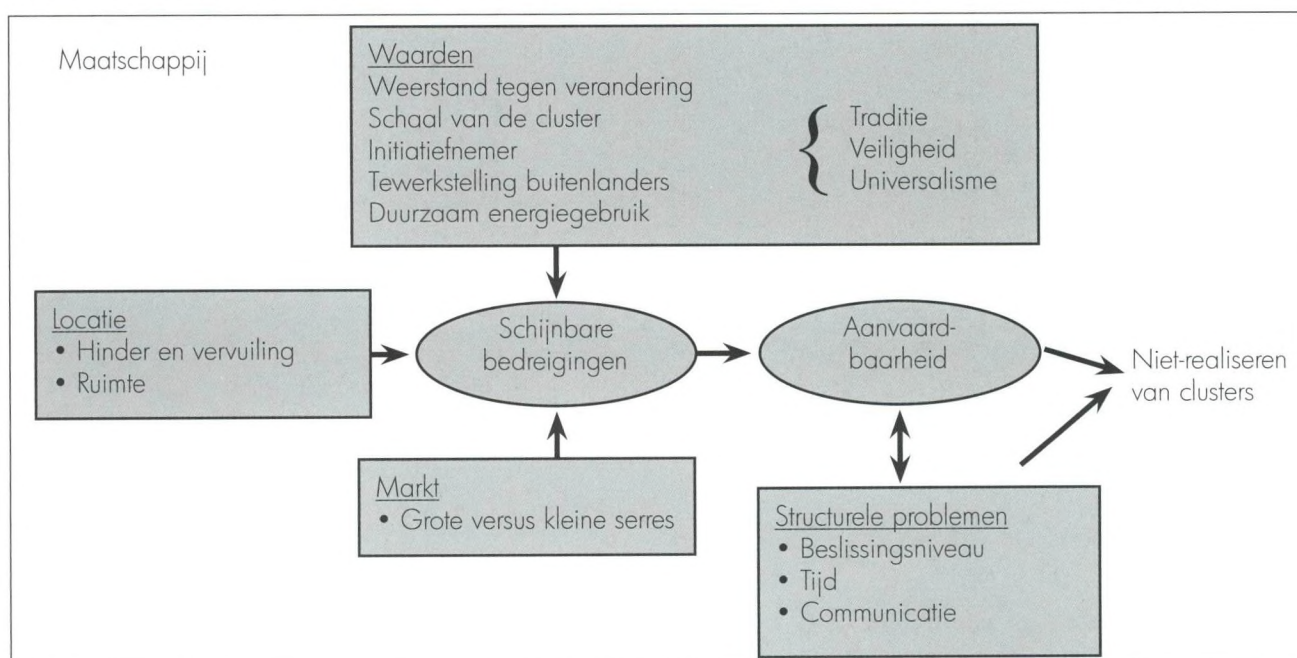 Maatschappij
Waarden
Weerstand tegen verandering
Schaal van de cluster
Initiatiefnemer
Tewerkstelling buitenlanders
Duurzaam energiegebruik
Traditie
Veiligheid
Universalisme
Locatie
• Hinder en vervuiling
• Ruimte
Schijnbare
bedreigingen
Aanvaard-
baarheid
Niet-realiseren
van clusters
Markt
• Grote versus kleine serres
Structurele problemen
• Beslissingsniveau
• Tijd
• Communicatie